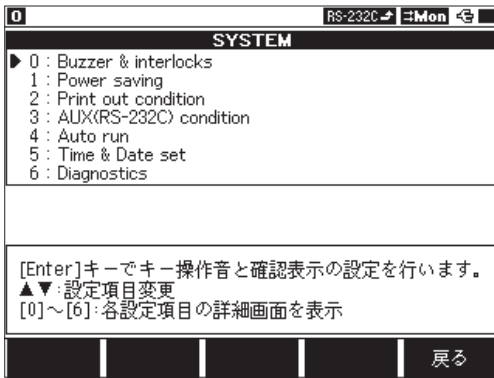 0 RS-232C Mon
SYSTEM
0 : Buzzer & interlocks
1 : Power saving
2 : Print out condition
3 : AUX(RS-232C) condition
4 : Auto run
5 : Time & Date set
6 : Diagnostics
[Enter]キーでキー操作音と確認表示の設定を行います。
▲▼:設定項目変更
[0]～[6]:各設定項目の詳細画面を表示
戻る